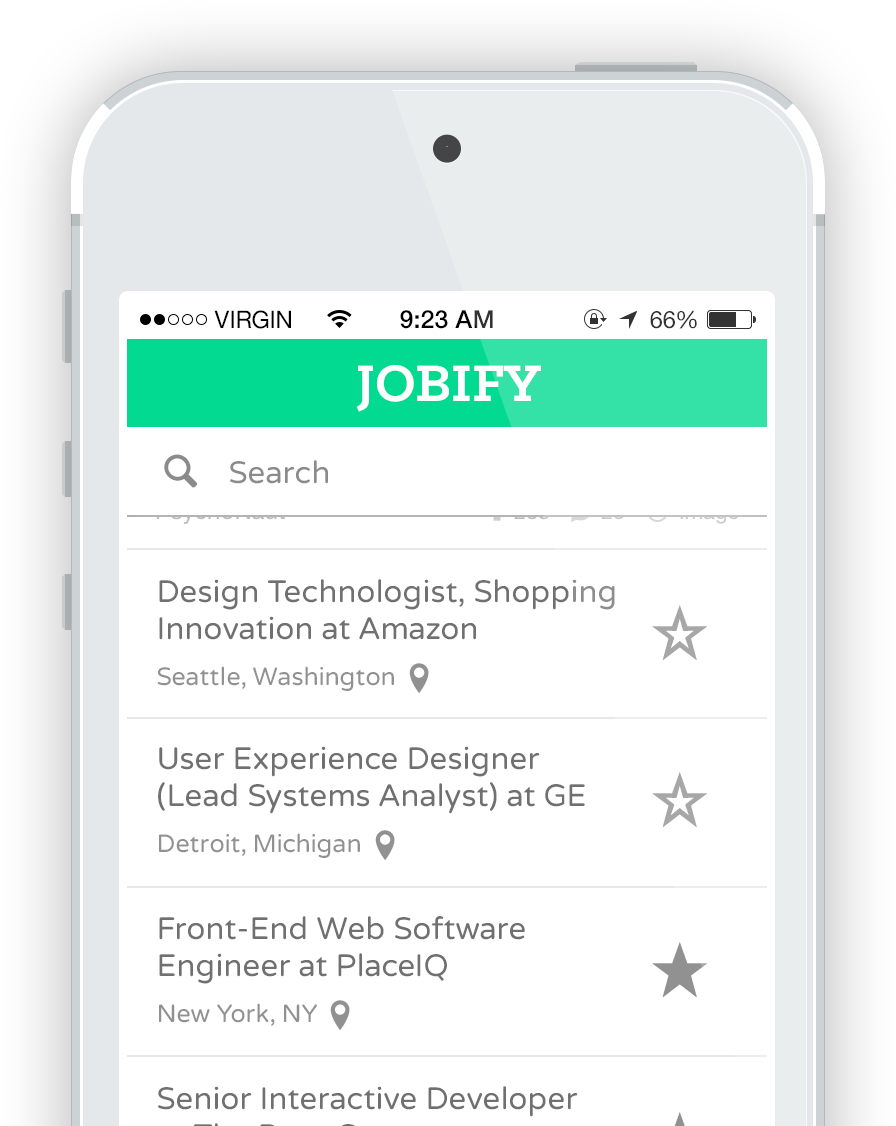 VIRGIN 9:23 AM 66%
JOBIFY
Search
Design Technologist, Shopping
Innovation at Amazon
Seattle, Washington
User Experience Designer
(Lead Systems Analyst) at GE
Detroit, Michigan
Front-End Web Software
Engineer at PlaceIQ
New York, NY
Senior Interactive Developer